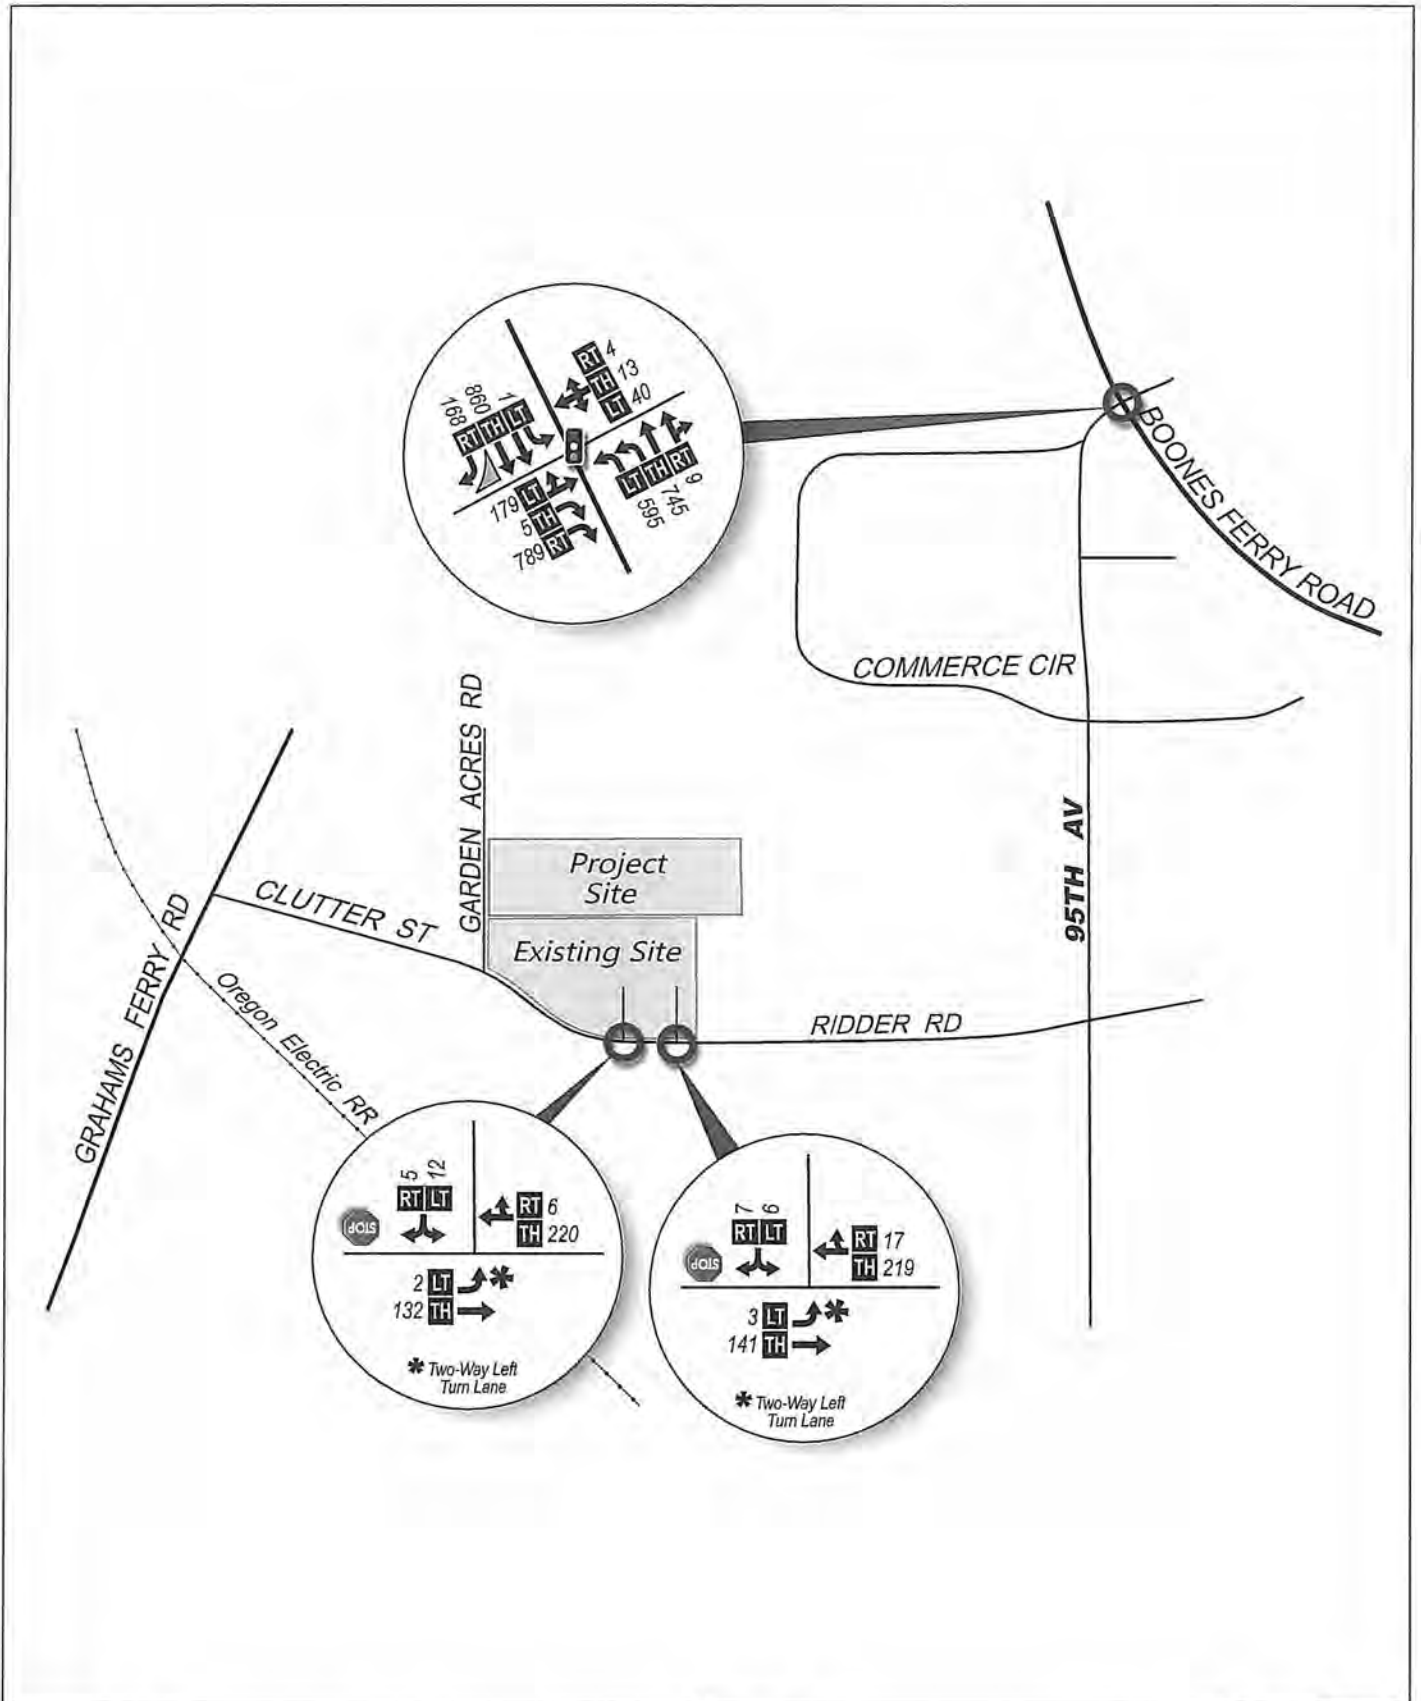 RT 4
TH 13
LT 40
168 860 1
RT TH LT
179 LT
5 TH
789 RT
LT TH RT
595 745 9
BOONES FERRY ROAD
COMMERCE CIR
GARDEN ACRES RD
95TH AV
Project
Site
CLUTTER ST
Existing Site
GRAHAMS FERRY RD
Oregon Electric RR
RIDDER RD
5 12
RT LT
STOP
RT 6
TH 220
2 LT
132 TH
* Two-Way Left
Turn Lane
7 6
RT LT
STOP
RT 17
TH 219
3 LT
141 TH
* Two-Way Left
Turn Lane